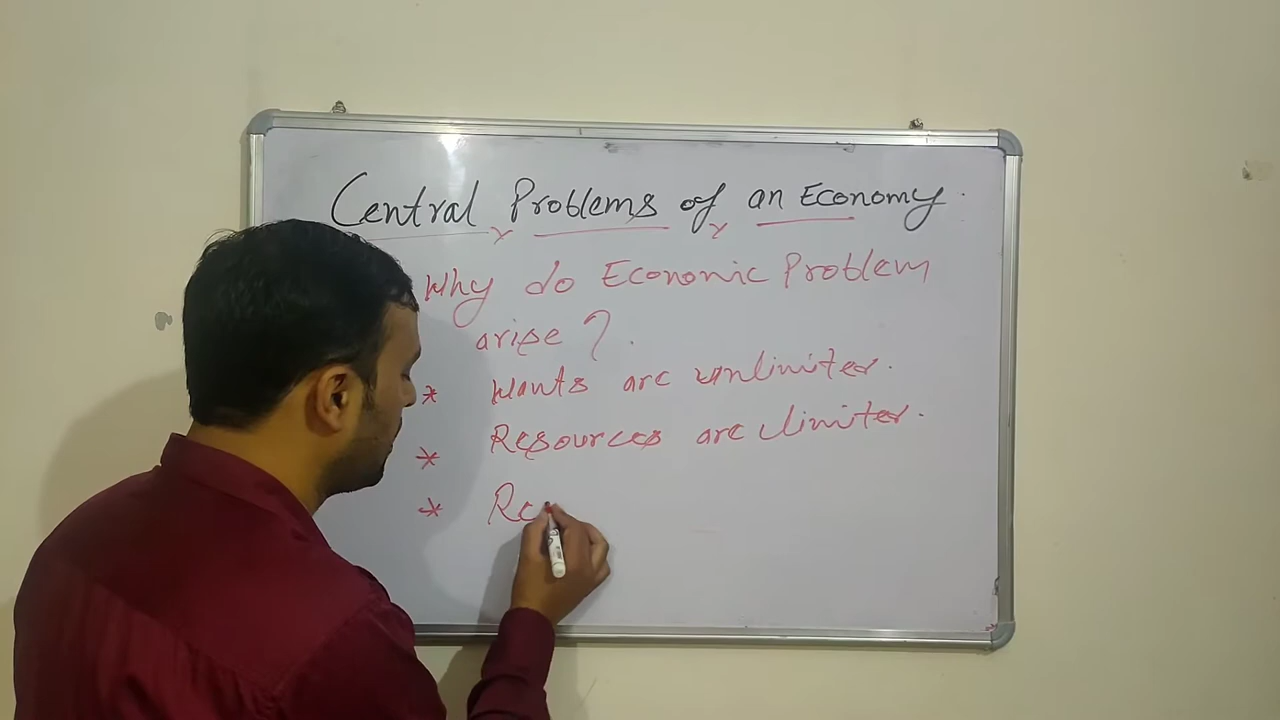 Central Problems of an Economy.
Why do Economic Problem
arise?
* Wants are unlimited.
* Resources are limited.
* Re